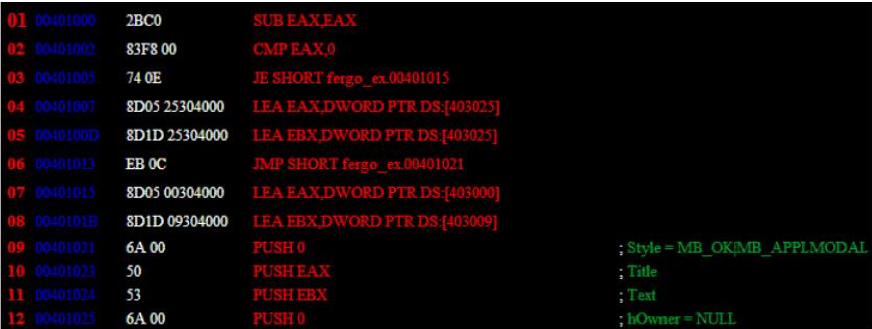 01 00401000 2BC0 SUB EAX,EAX
02 00401002 83F8 00 CMP EAX,0
03 00401005 74 0E JE SHORT fergo_ex.00401015
04 00401007 8D05 25304000 LEA EAX,DWORD PTR DS:[403025]
05 0040100D 8D1D 25304000 LEA EBX,DWORD PTR DS:[403025]
06 00401013 EB 0C JMP SHORT fergo_ex.00401021
07 00401015 8D05 00304000 LEA EAX,DWORD PTR DS:[403000]
08 0040101B 8D1D 09304000 LEA EBX,DWORD PTR DS:[403009]
09 00401021 6A 00 PUSH 0 ; Style = MB_OK|MB_APPLMODAL
10 00401023 50 PUSH EAX ; Title
11 00401024 53 PUSH EBX ; Text
12 00401025 6A 00 PUSH 0 ; hOwner = NULL